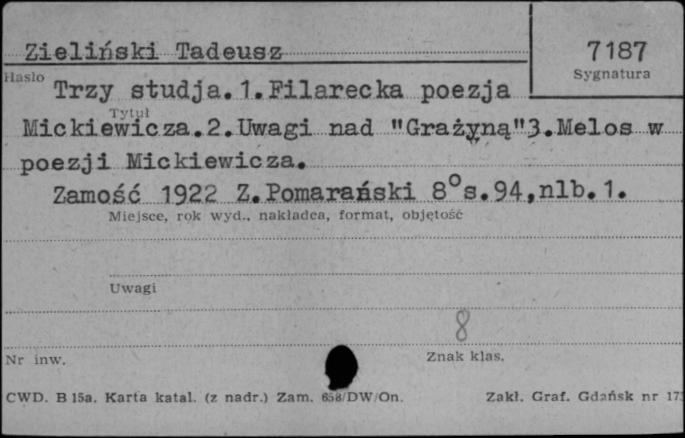 Zieliński Tadeusz
7187
Hasło
Sygnatura
Trzy studja.1.Filarecka poezja
Tytuł
Mickiewicza.2.Uwagi nad "Grażyną"3.Melos w
poezji Mickiewicza.
Zamość 1922 Z.Pomarański 8°s.94,nlb.1.
Miejsce, rok wyd., nakładca, format, objętość
Uwagi
8
Nr inw.
Znak klas.
CWD. B 15a. Karta katal. (z nadr.) Zam. 658/DW/On.
Zakł. Graf. Gdańsk nr